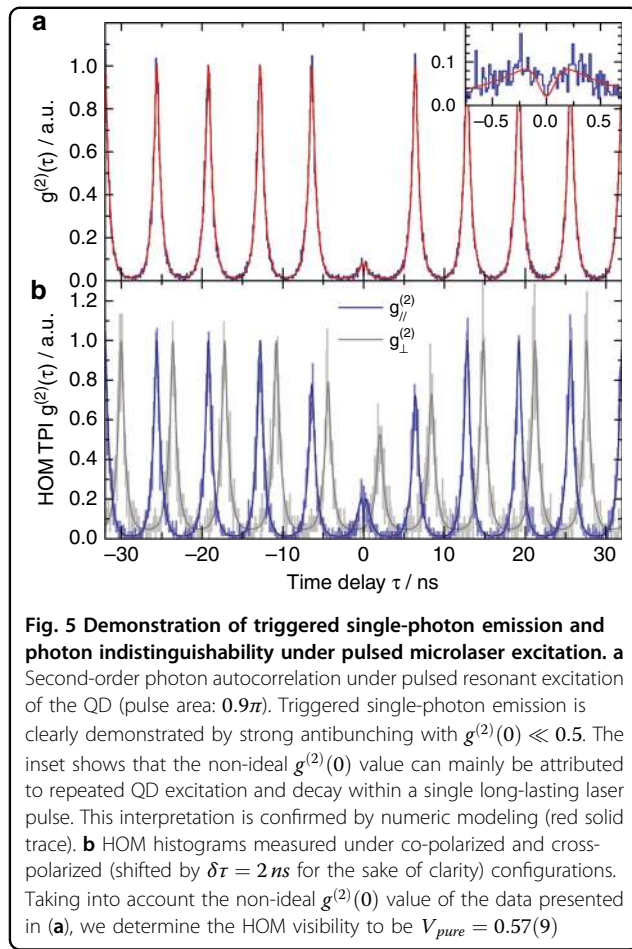 a
g(2)(τ) / a.u.
1.0
0.8
0.6
0.4
0.2
0.0
0.1
0.0
−0.5 0.0 0.5
b
HOM TPI g(2)(τ) / a.u.
1.2
1.0
0.8
0.6
0.4
0.2
0.0
g(2)//
g(2)⊥
−30 −20 −10 0 10 20 30
Time delay τ / ns
Fig. 5 Demonstration of triggered single-photon emission and
photon indistinguishability under pulsed microlaser excitation. a
Second-order photon autocorrelation under pulsed resonant excitation
of the QD (pulse area: 0.9π). Triggered single-photon emission is
clearly demonstrated by strong antibunching with g(2)(0) ≪ 0.5. The
inset shows that the non-ideal g(2)(0) value can mainly be attributed
to repeated QD excitation and decay within a single long-lasting laser
pulse. This interpretation is confirmed by numeric modeling (red solid
trace). b HOM histograms measured under co-polarized and cross-
polarized (shifted by δτ = 2 ns for the sake of clarity) configurations.
Taking into account the non-ideal g(2)(0) value of the data presented
in (a), we determine the HOM visibility to be Vpure = 0.57(9)